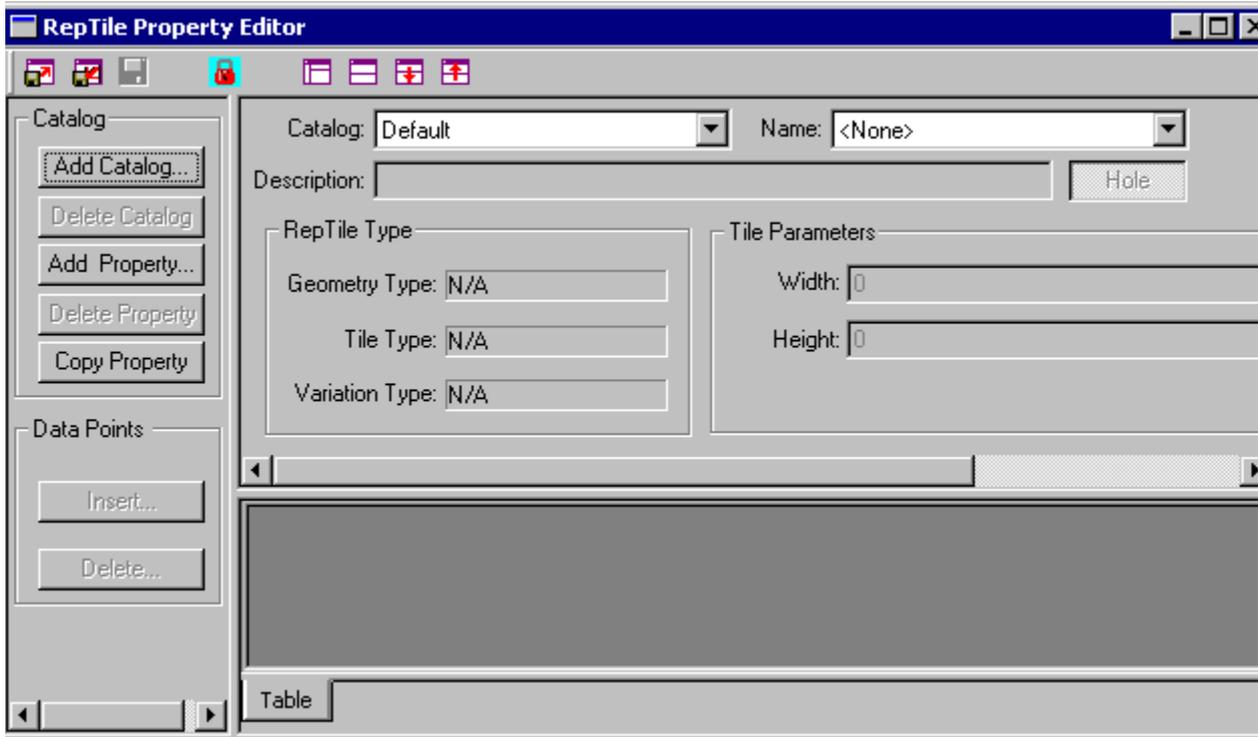 RepTile Property Editor
Catalog
Add Catalog...
Delete Catalog
Add Property...
Delete Property
Copy Property
Data Points
Insert...
Delete...
Catalog: Default Name: <None>
Description: Hole
RepTile Type
Geometry Type: N/A
Tile Type: N/A
Variation Type: N/A
Tile Parameters
Width: 0
Height: 0
Table